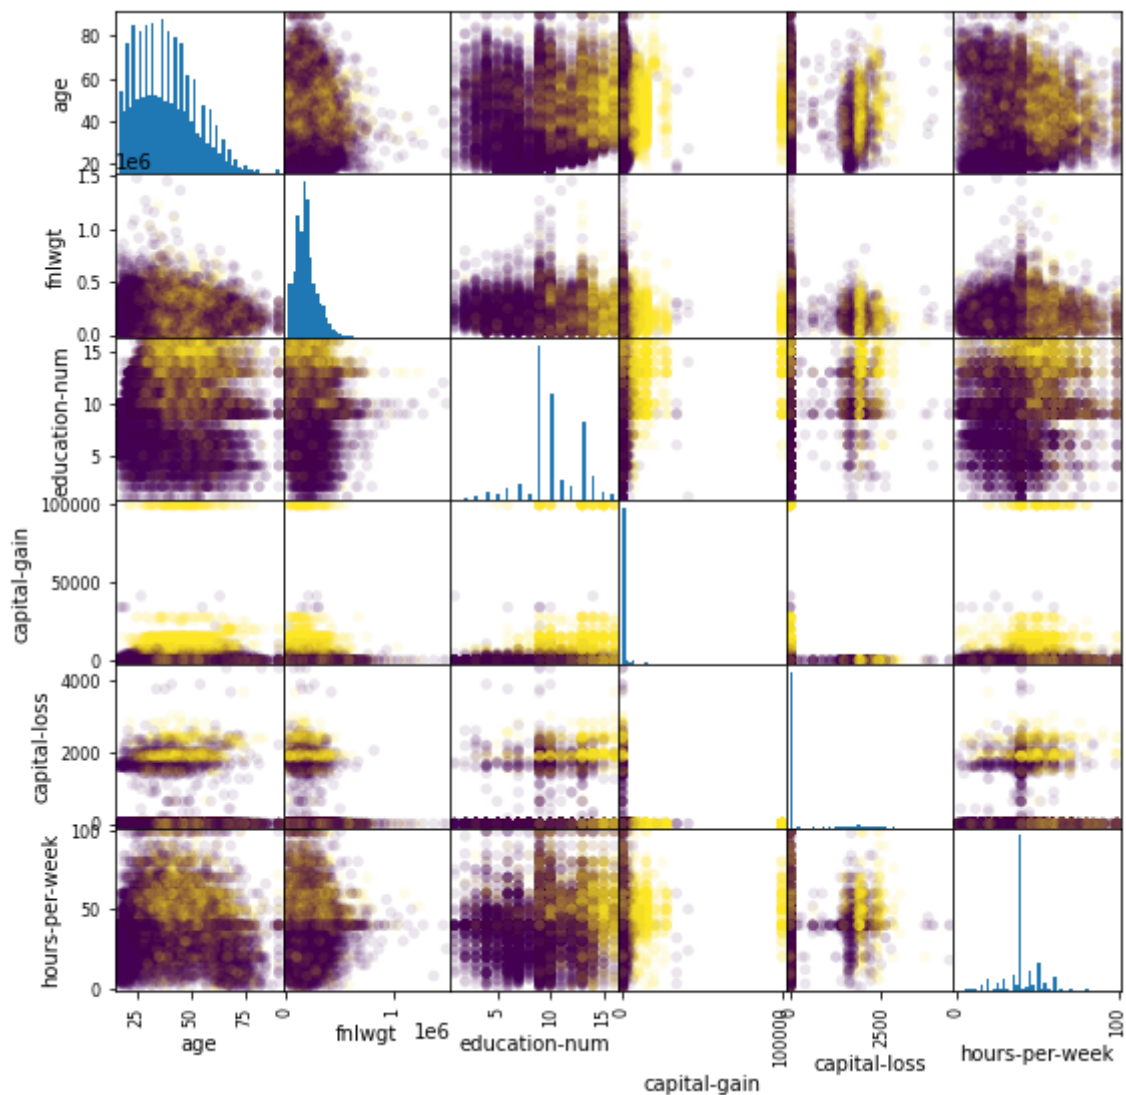 80
60
40
20
age
1e6
1.5
1.0
0.5
0.0
fnlwgt
15
10
5
education-num
100000
50000
0
capital-gain
4000
2000
0
capital-loss
100
50
0
hours-per-week
25
50
75
age
0
1
1e6
fnlwgt
5
10
15
education-num
0
100000
capital-gain
0
2500
capital-loss
0
100
hours-per-week